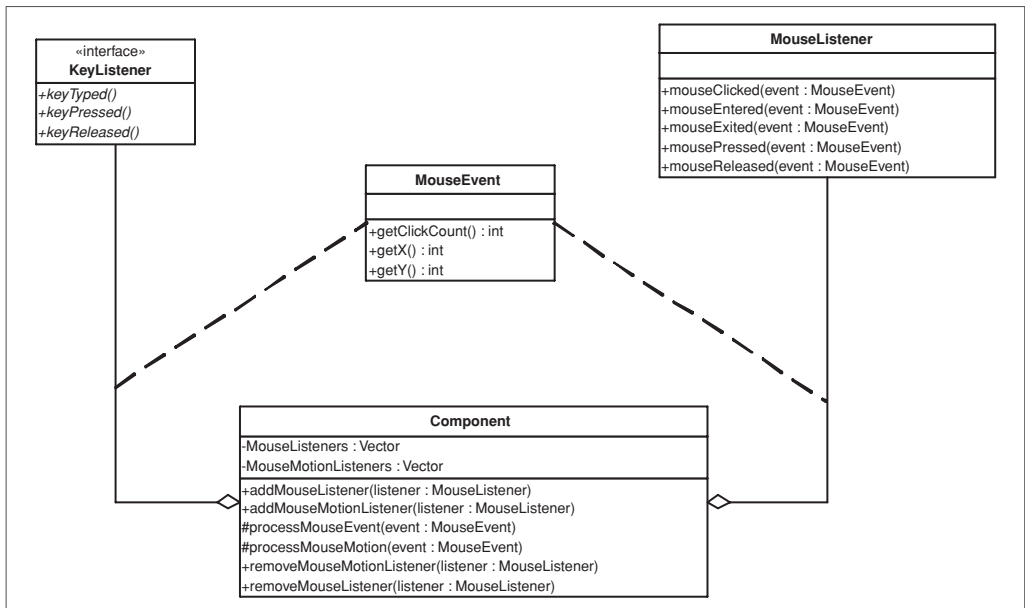 «interface»
KeyListener
+keyTyped()
+keyPressed()
+keyReleased()
MouseListener
+mouseClicked(event : MouseEvent)
+mouseEntered(event : MouseEvent)
+mouseExited(event : MouseEvent)
+mousePressed(event : MouseEvent)
+mouseReleased(event : MouseEvent)
MouseEvent
+getClickCount() : int
+getX() : int
+getY() : int
Component
-MouseListeners : Vector
-MouseMotionListeners : Vector
+addMouseListener(listener : MouseListener)
+addMouseMotionListener(listener : MouseListener)
#processMouseEvent(event : MouseEvent)
#processMouseMotion(event : MouseEvent)
+removeMouseMotionListener(listener : MouseListener)
+removeMouseListener(listener : MouseListener)